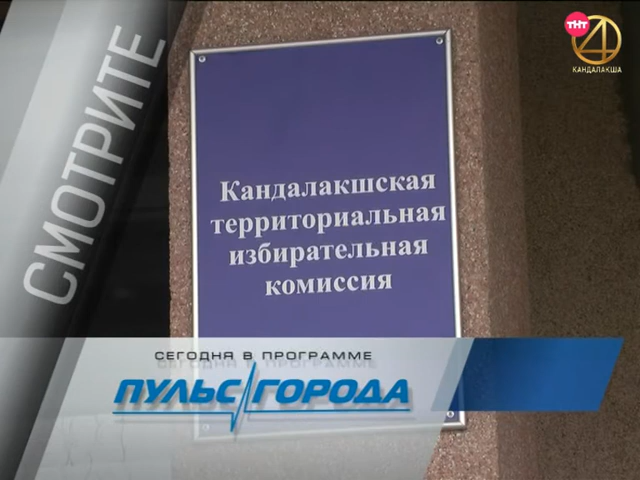 СМОТРИТЕ
ТНТ
4
КАНДАЛАКША
Кандалакшская
территориальная
избирательная
комиссия
СЕГОДНЯ В ПРОГРАММЕ
ПУЛЬС ГОРОДА